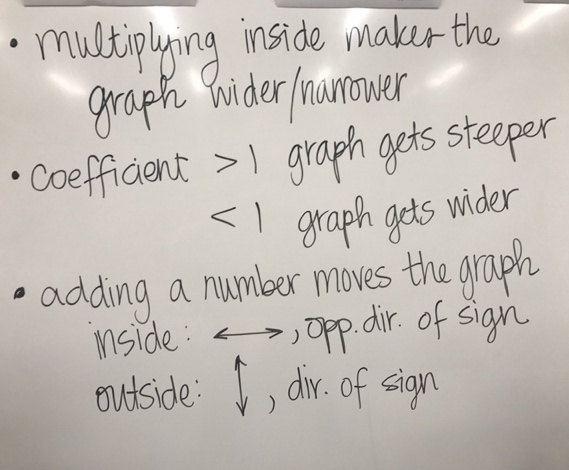 • multiplying inside makes the
graph wider/narrower
• coefficient > 1 graph gets steeper
< 1 graph gets wider
• adding a number moves the graph
inside: ↔, opp. dir. of sign
outside: ↕, dir. of sign